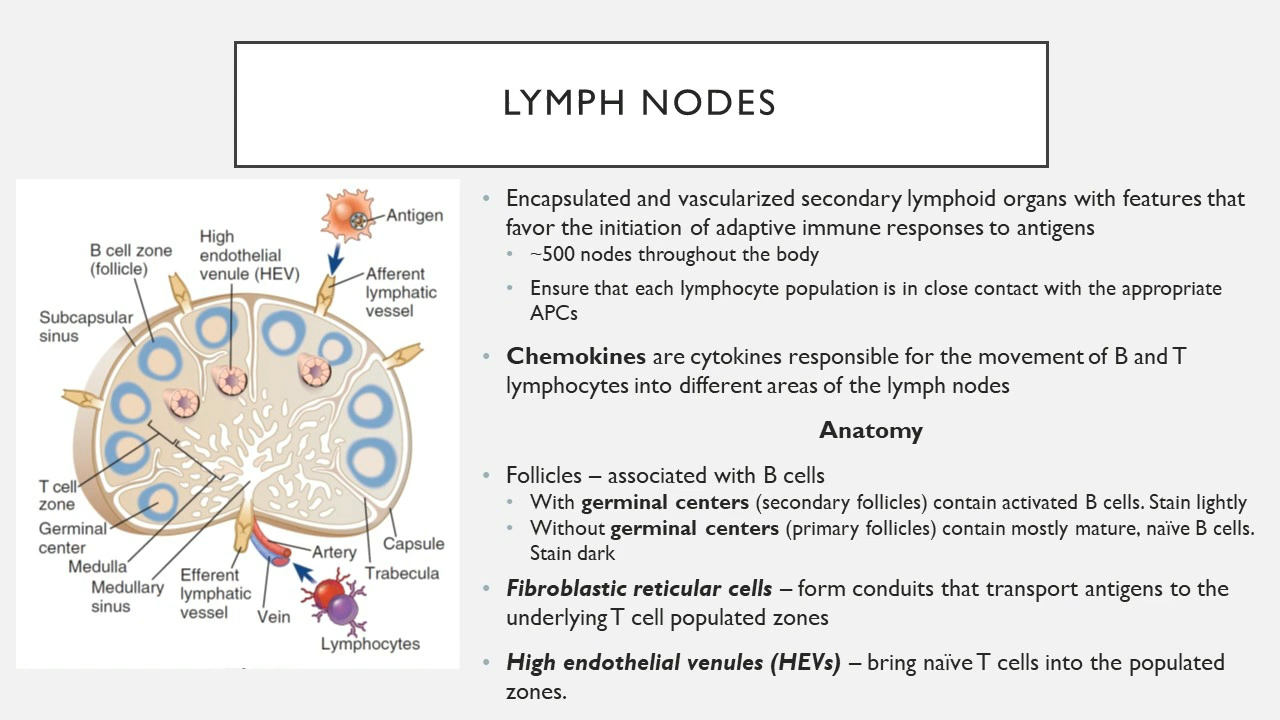 LYMPH NODES
Antigen
B cell zone
(follicle)
High
endothelial
venule (HEV)
Afferent
lymphatic
vessel
Subcapsular
sinus
T cell
zone
Germinal
center
Medulla
Medullary
sinus
Efferent
lymphatic
vessel
Vein
Artery
Capsule
Trabecula
Lymphocytes
• Encapsulated and vascularized secondary lymphoid organs with features that
favor the initiation of adaptive immune responses to antigens
• ~500 nodes throughout the body
• Ensure that each lymphocyte population is in close contact with the appropriate
APCs
• Chemokines are cytokines responsible for the movement of B and T
lymphocytes into different areas of the lymph nodes
Anatomy
• Follicles – associated with B cells
• With germinal centers (secondary follicles) contain activated B cells. Stain lightly
• Without germinal centers (primary follicles) contain mostly mature, naïve B cells.
Stain dark
• Fibroblastic reticular cells – form conduits that transport antigens to the
underlying T cell populated zones
• High endothelial venules (HEVs) – bring naïve T cells into the populated
zones.